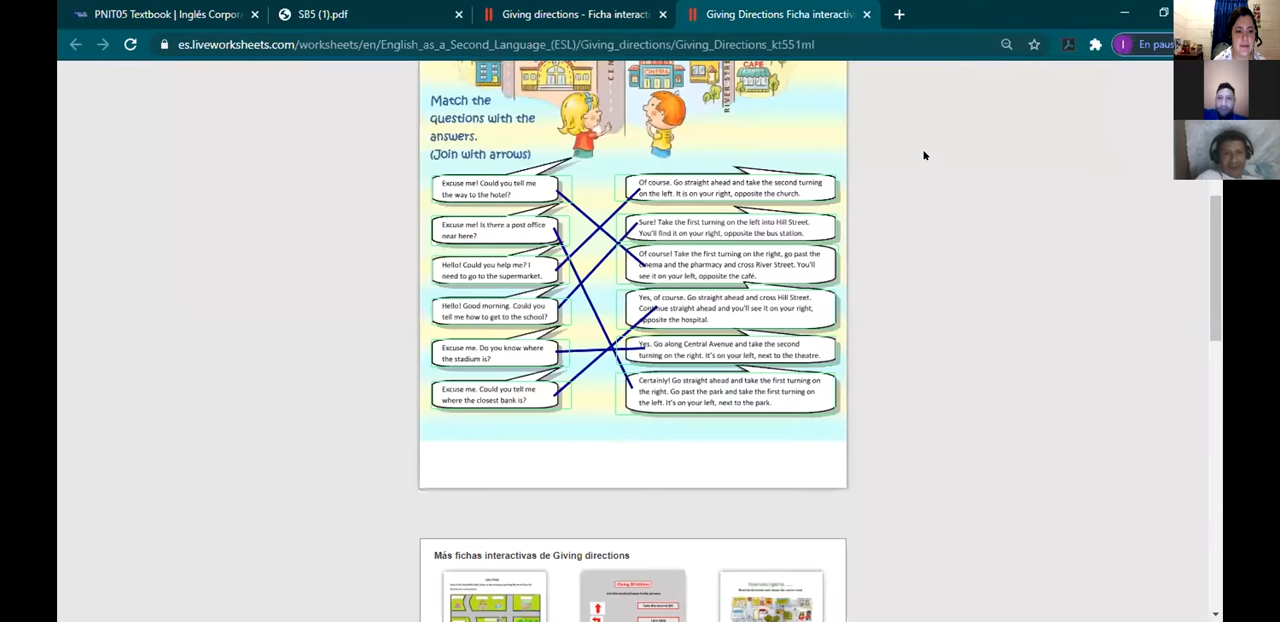 PNIT05 Textbook | Inglés Corpor
SB5 (1).pdf
Giving directions - Ficha interacti
Giving Directions Ficha interactiv
es.liveworksheets.com/worksheets/en/English_as_a_Second_Language_(ESL)/Giving_directions/Giving_Directions_kt551ml
I En paus
CEN
CINEMA
RIVER STR
CAFE
Match the
questions with the
answers.
(Join with arrows)
Excuse me! Could you tell me
the way to the hotel?
Excuse me! Is there a post office
near here?
Hello! Could you help me? I
need to go to the supermarket.
Hello! Good morning. Could you
tell me how to get to the school?
Excuse me. Do you know where
the stadium is?
Excuse me. Could you tell me
where the closest bank is?
Of course. Go straight ahead and take the second turning
on the left. It is on your right, opposite the church.
Sure! Take the first turning on the left into Hill Street.
You'll find it on your right, opposite the bus station.
Of course! Take the first turning on the right, go past the
cinema and the pharmacy and cross River Street. You'll
see it on your left, opposite the café.
Yes, of course. Go straight ahead and cross Hill Street.
Continue straight ahead and you'll see it on your right,
opposite the hospital.
Yes. Go along Central Avenue and take the second
turning on the right. It's on your left, next to the theatre.
Certainly! Go straight ahead and take the first turning on
the right. Go past the park and take the first turning on
the left. It's on your left, next to the park.
Más fichas interactivas de Giving directions